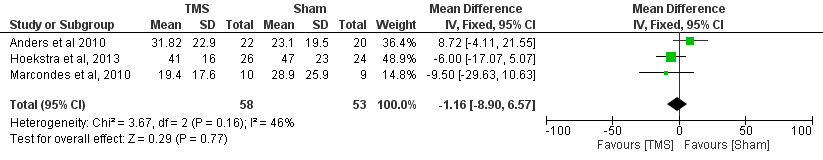 TMS Sham Mean Difference Mean Difference
Study or Subgroup Mean SD Total Mean SD Total Weight IV, Fixed, 95% CI IV, Fixed, 95% CI
Anders et al 2010 31.82 22.9 22 23.1 19.5 20 36.4% 8.72 [-4.11, 21.55]
Hoekstra et al, 2013 41 16 26 47 23 24 48.9% -6.00 [-17.07, 5.07]
Marcondes et al, 2010 19.4 17.6 10 28.9 25.9 9 14.8% -9.50 [-29.63, 10.63]
Total (95% CI) 58 53 100.0% -1.16 [-8.90, 6.57]
Heterogeneity: Chi² = 3.67, df = 2 (P = 0.16); I² = 46%
Test for overall effect: Z = 0.29 (P = 0.77)
-100 -50 0 50 100
Favours [TMS] Favours [Sham]